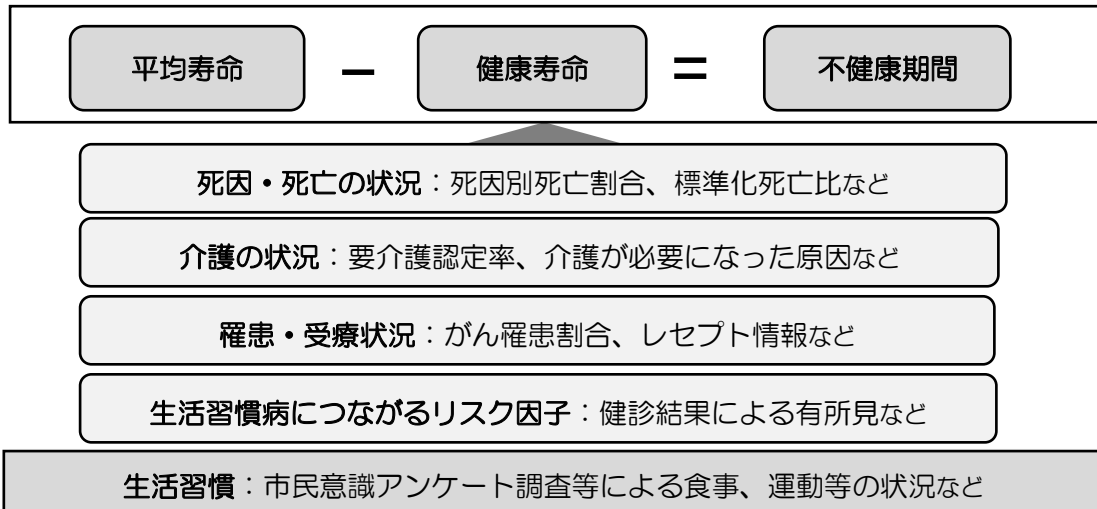 平均寿命 － 健康寿命 ＝ 不健康期間
死因・死亡の状況：死因別死亡割合、標準化死亡比など
介護の状況：要介護認定率、介護が必要になった原因など
罹患・受療状況：がん罹患割合、レセプト情報など
生活習慣病につながるリスク因子：健診結果による有所見など
生活習慣：市民意識アンケート調査等による食事、運動等の状況など